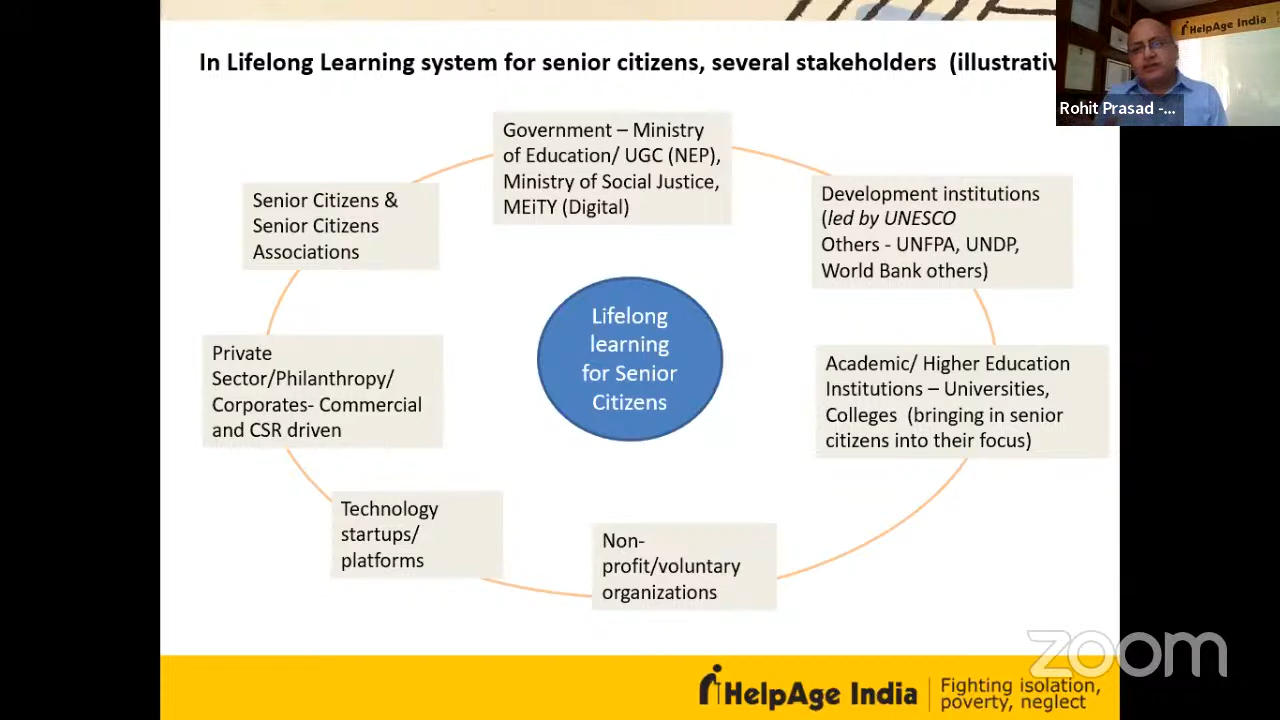 In Lifelong Learning system for senior citizens, several stakeholders (illustrativ
HelpAge India
Rohit Prasad -...
Government – Ministry
of Education/ UGC (NEP),
Ministry of Social Justice,
MEiTY (Digital)
Development institutions
(led by UNESCO
Others - UNFPA, UNDP,
World Bank others)
Academic/ Higher Education
Institutions – Universities,
Colleges (bringing in senior
citizens into their focus)
Non-
profit/voluntary
organizations
Technology
startups/
platforms
Private
Sector/Philanthropy/
Corporates- Commercial
and CSR driven
Senior Citizens &
Senior Citizens
Associations
Lifelong
learning
for Senior
Citizens
zoom
HelpAge India
Fighting isolation,
poverty, neglect